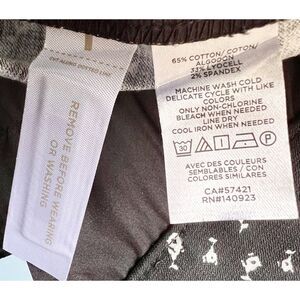 CUT ALONG DOTTED LINE
REMOVE BEFORE WEARING
OR WASHING
65% COTTON/ COTON/
ALGODON
33% LYOCELL
2% SPANDEX
MACHINE WASH COLD
DELICATE CYCLE WITH LIKE
COLORS
ONLY NON-CHLORINE
BLEACH WHEN NEEDED
LINE DRY
COOL IRON WHEN NEEDED
30
P
AVEC DES COULEURS
SEMBLABLES / CON
COLORES SIMILARES
CA#57421
RN#140923